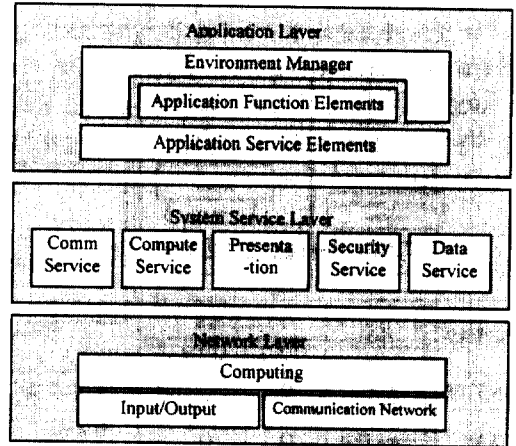 Application Layer
Environment Manager
Application Function Elements
Application Service Elements
System Service Layer
Comm
Service
Compute
Service
Presenta
-tion
Security
Service
Data
Service
Network Layer
Computing
Input/Output
Communication Network